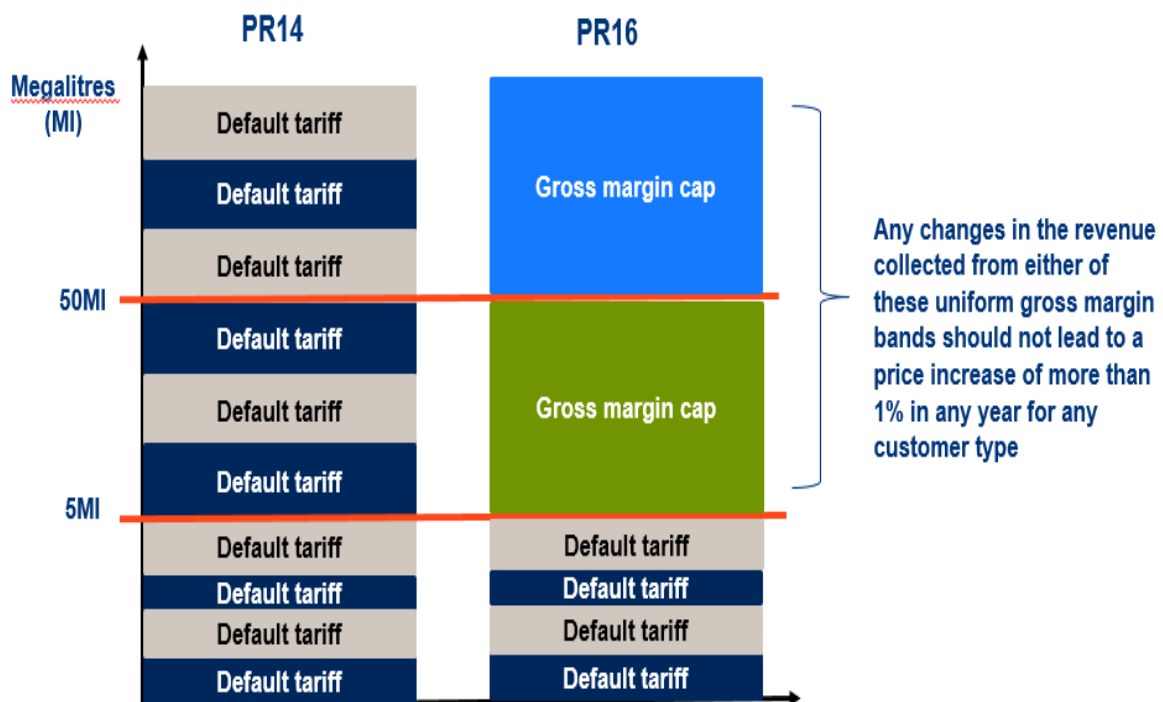 PR14
PR16
Megalitres
(Ml)
Default tariff
Default tariff
Default tariff
50Ml
Default tariff
Default tariff
Default tariff
5Ml
Default tariff
Default tariff
Default tariff
Default tariff
Gross margin cap
Gross margin cap
Default tariff
Default tariff
Default tariff
Default tariff
Any changes in the revenue
collected from either of
these uniform gross margin
bands should not lead to a
price increase of more than
1% in any year for any
customer type